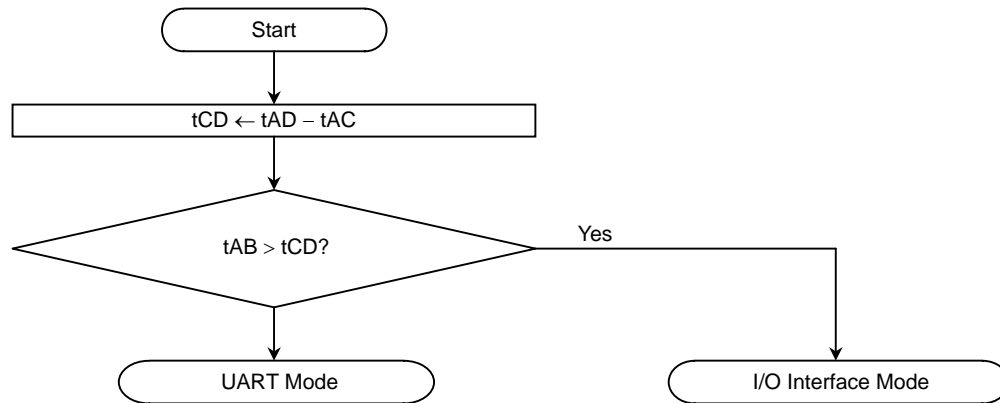 Start
tCD ← tAD − tAC
tAB > tCD?
Yes
UART Mode
I/O Interface Mode